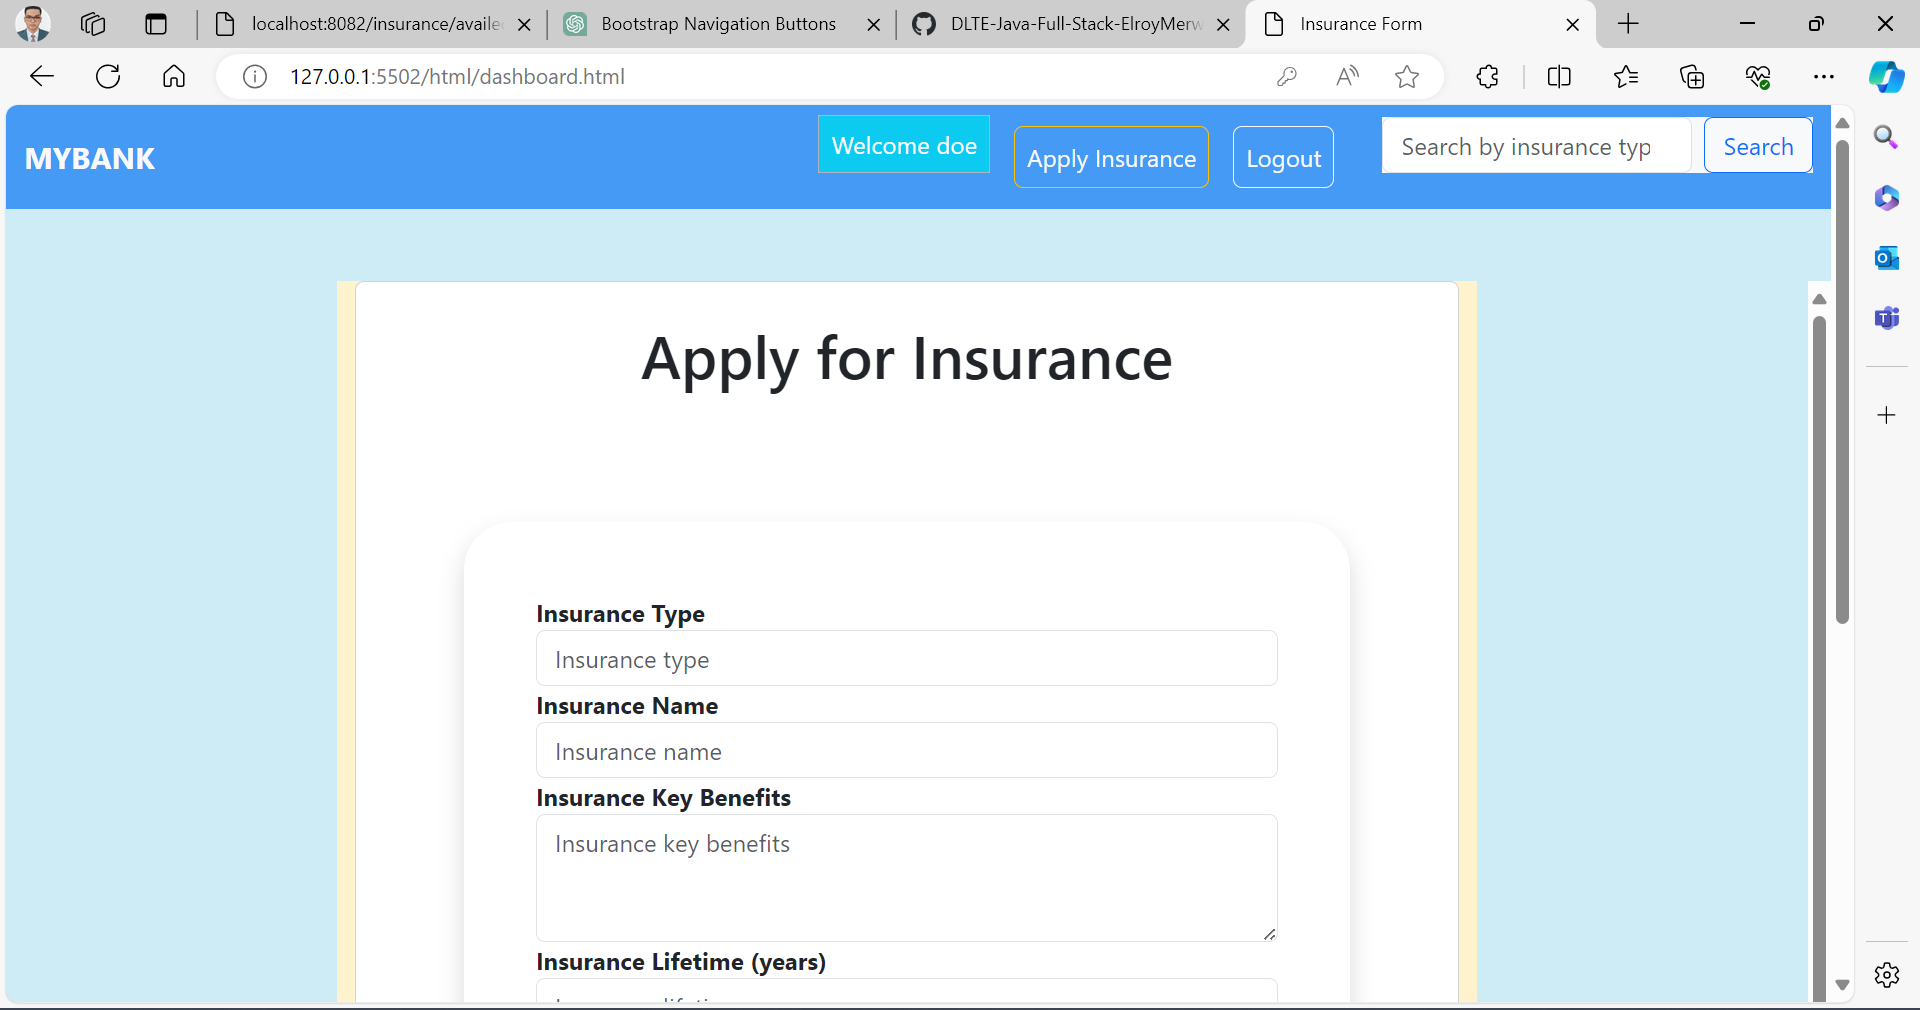 localhost:8082/insurance/availe
Bootstrap Navigation Buttons
DLTE-Java-Full-Stack-ElroyMerw
Insurance Form
127.0.0.1:5502/html/dashboard.html
MYBANK
Welcome doe
Apply Insurance
Logout
Search by insurance typ
Search
Apply for Insurance
Insurance Type
Insurance type
Insurance Name
Insurance name
Insurance Key Benefits
Insurance key benefits
Insurance Lifetime (years)